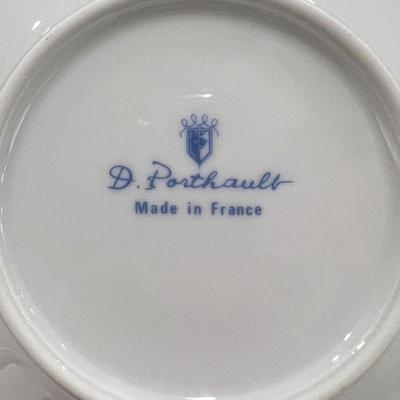 D. Porthault
Made in France